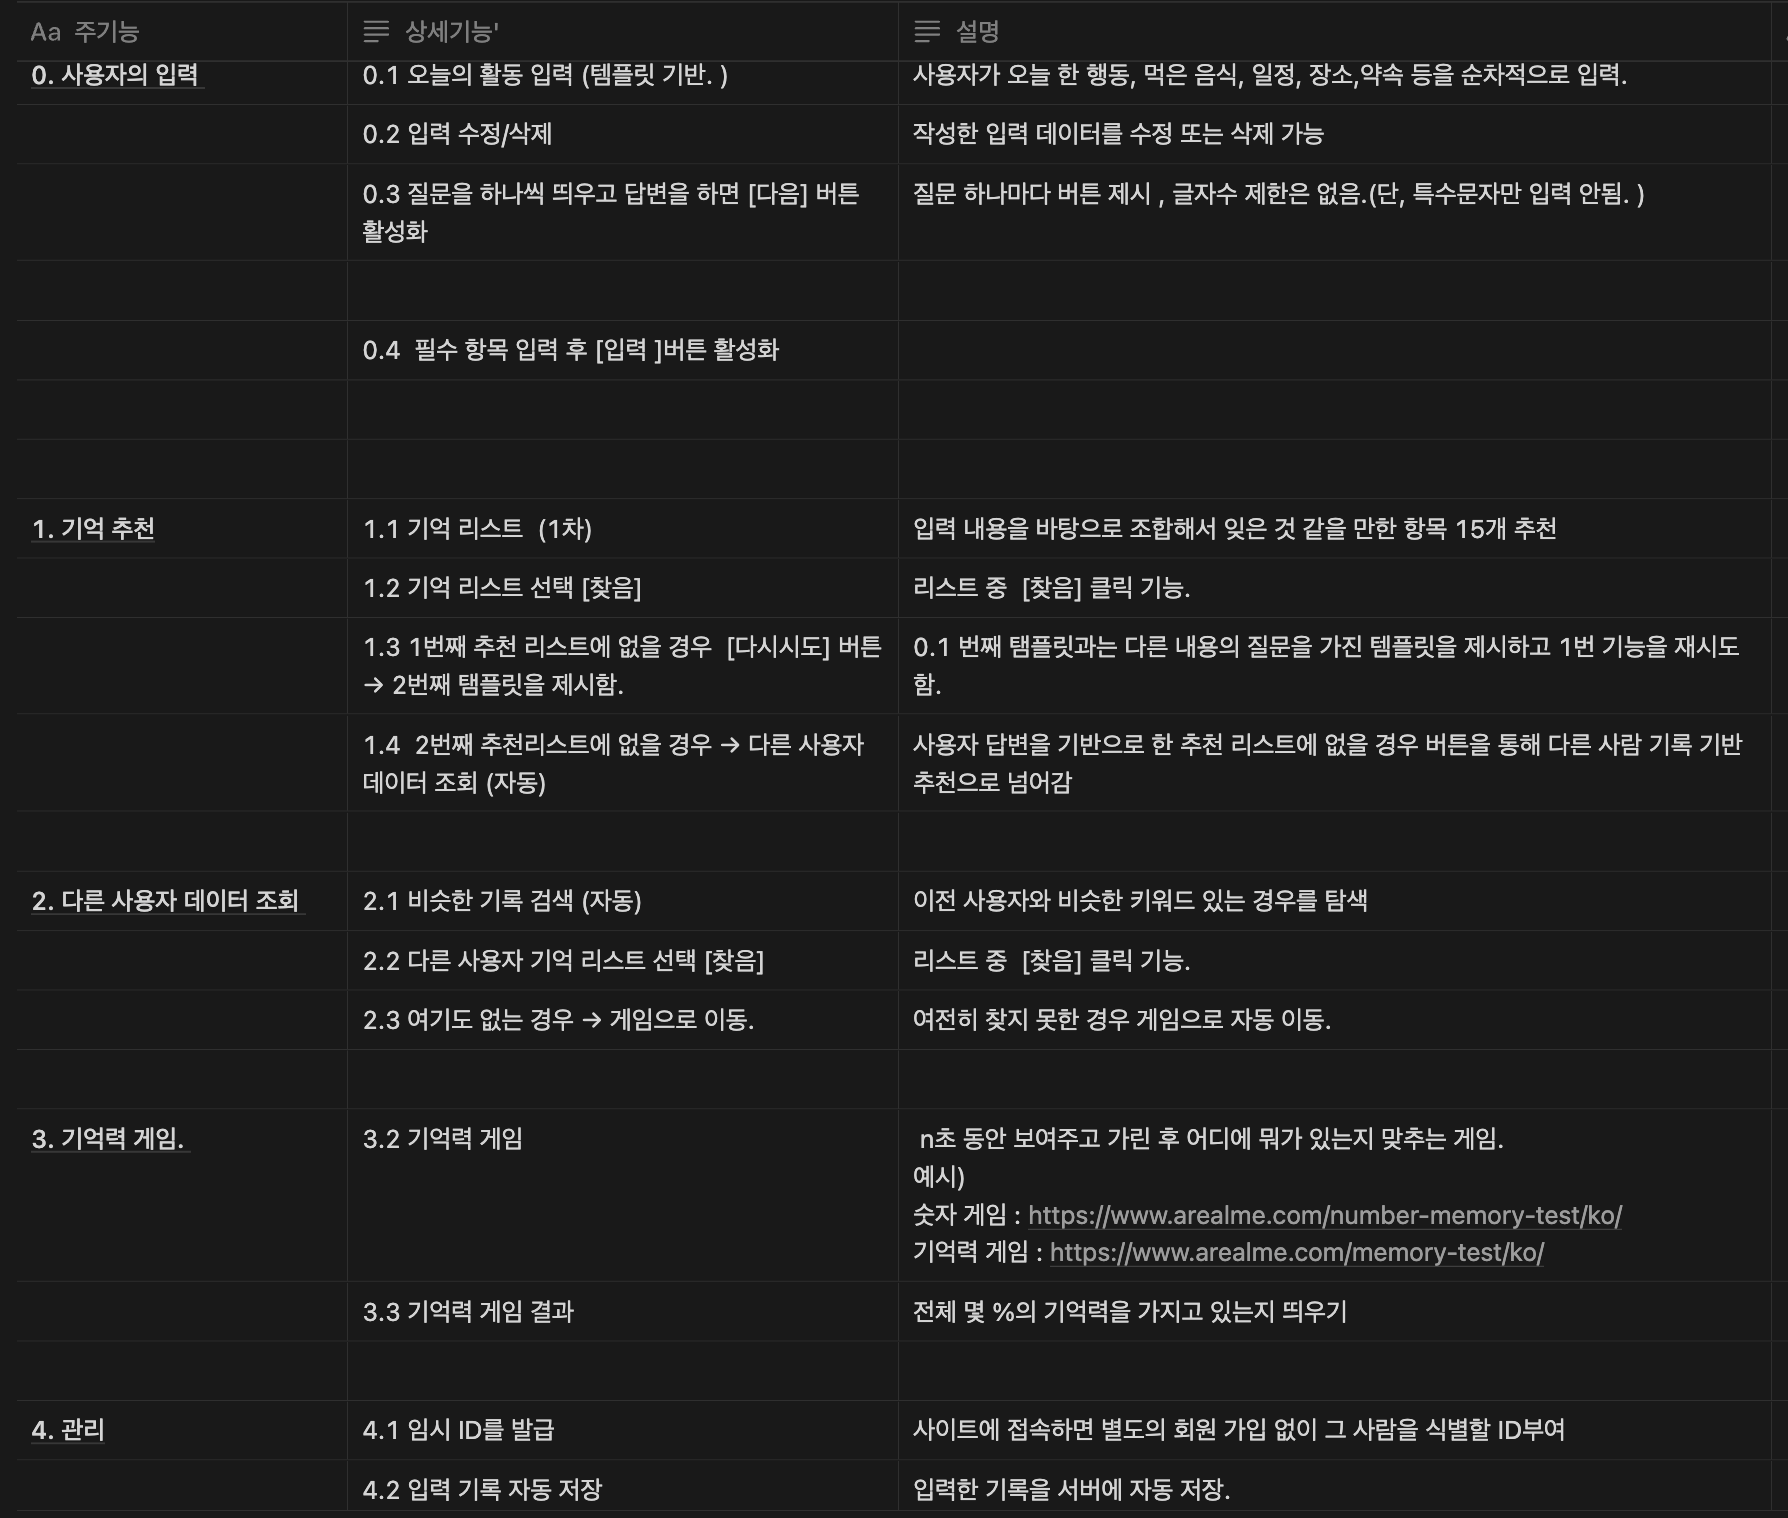 Aa 주기능 상세기능' 설명
0. 사용자의 입력 0.1 오늘의 활동 입력 (템플릿 기반. ) 사용자가 오늘 한 행동, 먹은 음식, 일정, 장소,약속 등을 순차적으로 입력.
0.2 입력 수정/삭제 작성한 입력 데이터를 수정 또는 삭제 가능
0.3 질문을 하나씩 띄우고 답변을 하면 [다음] 버튼
활성화
질문 하나마다 버튼 제시 , 글자수 제한은 없음.(단, 특수문자만 입력 안됨. )
0.4 필수 항목 입력 후 [입력 ]버튼 활성화
1. 기억 추천 1.1 기억 리스트 (1차) 입력 내용을 바탕으로 조합해서 잊은 것 같을 만한 항목 15개 추천
1.2 기억 리스트 선택 [찾음] 리스트 중 [찾음] 클릭 기능.
1.3 1번째 추천 리스트에 없을 경우 [다시시도] 버튼
→ 2번째 탬플릿을 제시함.
0.1 번째 탬플릿과는 다른 내용의 질문을 가진 템플릿을 제시하고 1번 기능을 재시도
함.
1.4 2번째 추천리스트에 없을 경우 → 다른 사용자
데이터 조회 (자동)
사용자 답변을 기반으로 한 추천 리스트에 없을 경우 버튼을 통해 다른 사람 기록 기반
추천으로 넘어감
2. 다른 사용자 데이터 조회 2.1 비슷한 기록 검색 (자동) 이전 사용자와 비슷한 키워드 있는 경우를 탐색
2.2 다른 사용자 기억 리스트 선택 [찾음] 리스트 중 [찾음] 클릭 기능.
2.3 여기도 없는 경우 → 게임으로 이동. 여전히 찾지 못한 경우 게임으로 자동 이동.
3. 기억력 게임. 3.2 기억력 게임 n초 동안 보여주고 가린 후 어디에 뭐가 있는지 맞추는 게임.
예시)
숫자 게임 : https://www.arealme.com/number-memory-test/ko/
기억력 게임 : https://www.arealme.com/memory-test/ko/
3.3 기억력 게임 결과 전체 몇 %의 기억력을 가지고 있는지 띄우기
4. 관리 4.1 임시 ID를 발급 사이트에 접속하면 별도의 회원 가입 없이 그 사람을 식별할 ID부여
4.2 입력 기록 자동 저장 입력한 기록을 서버에 자동 저장.